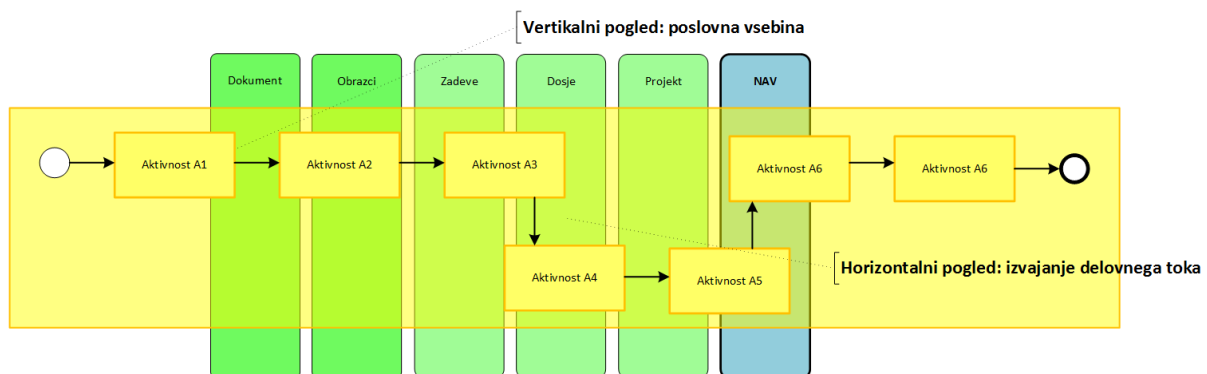 Vertikalni pogled: poslovna vsebina
Dokument
Obrazci
Zadeve
Dosje
Projekt
NAV
Aktivnost A1
Aktivnost A2
Aktivnost A3
Aktivnost A6
Aktivnost A6
Aktivnost A4
Aktivnost A5
Horizontalni pogled: izvajanje delovnega toka